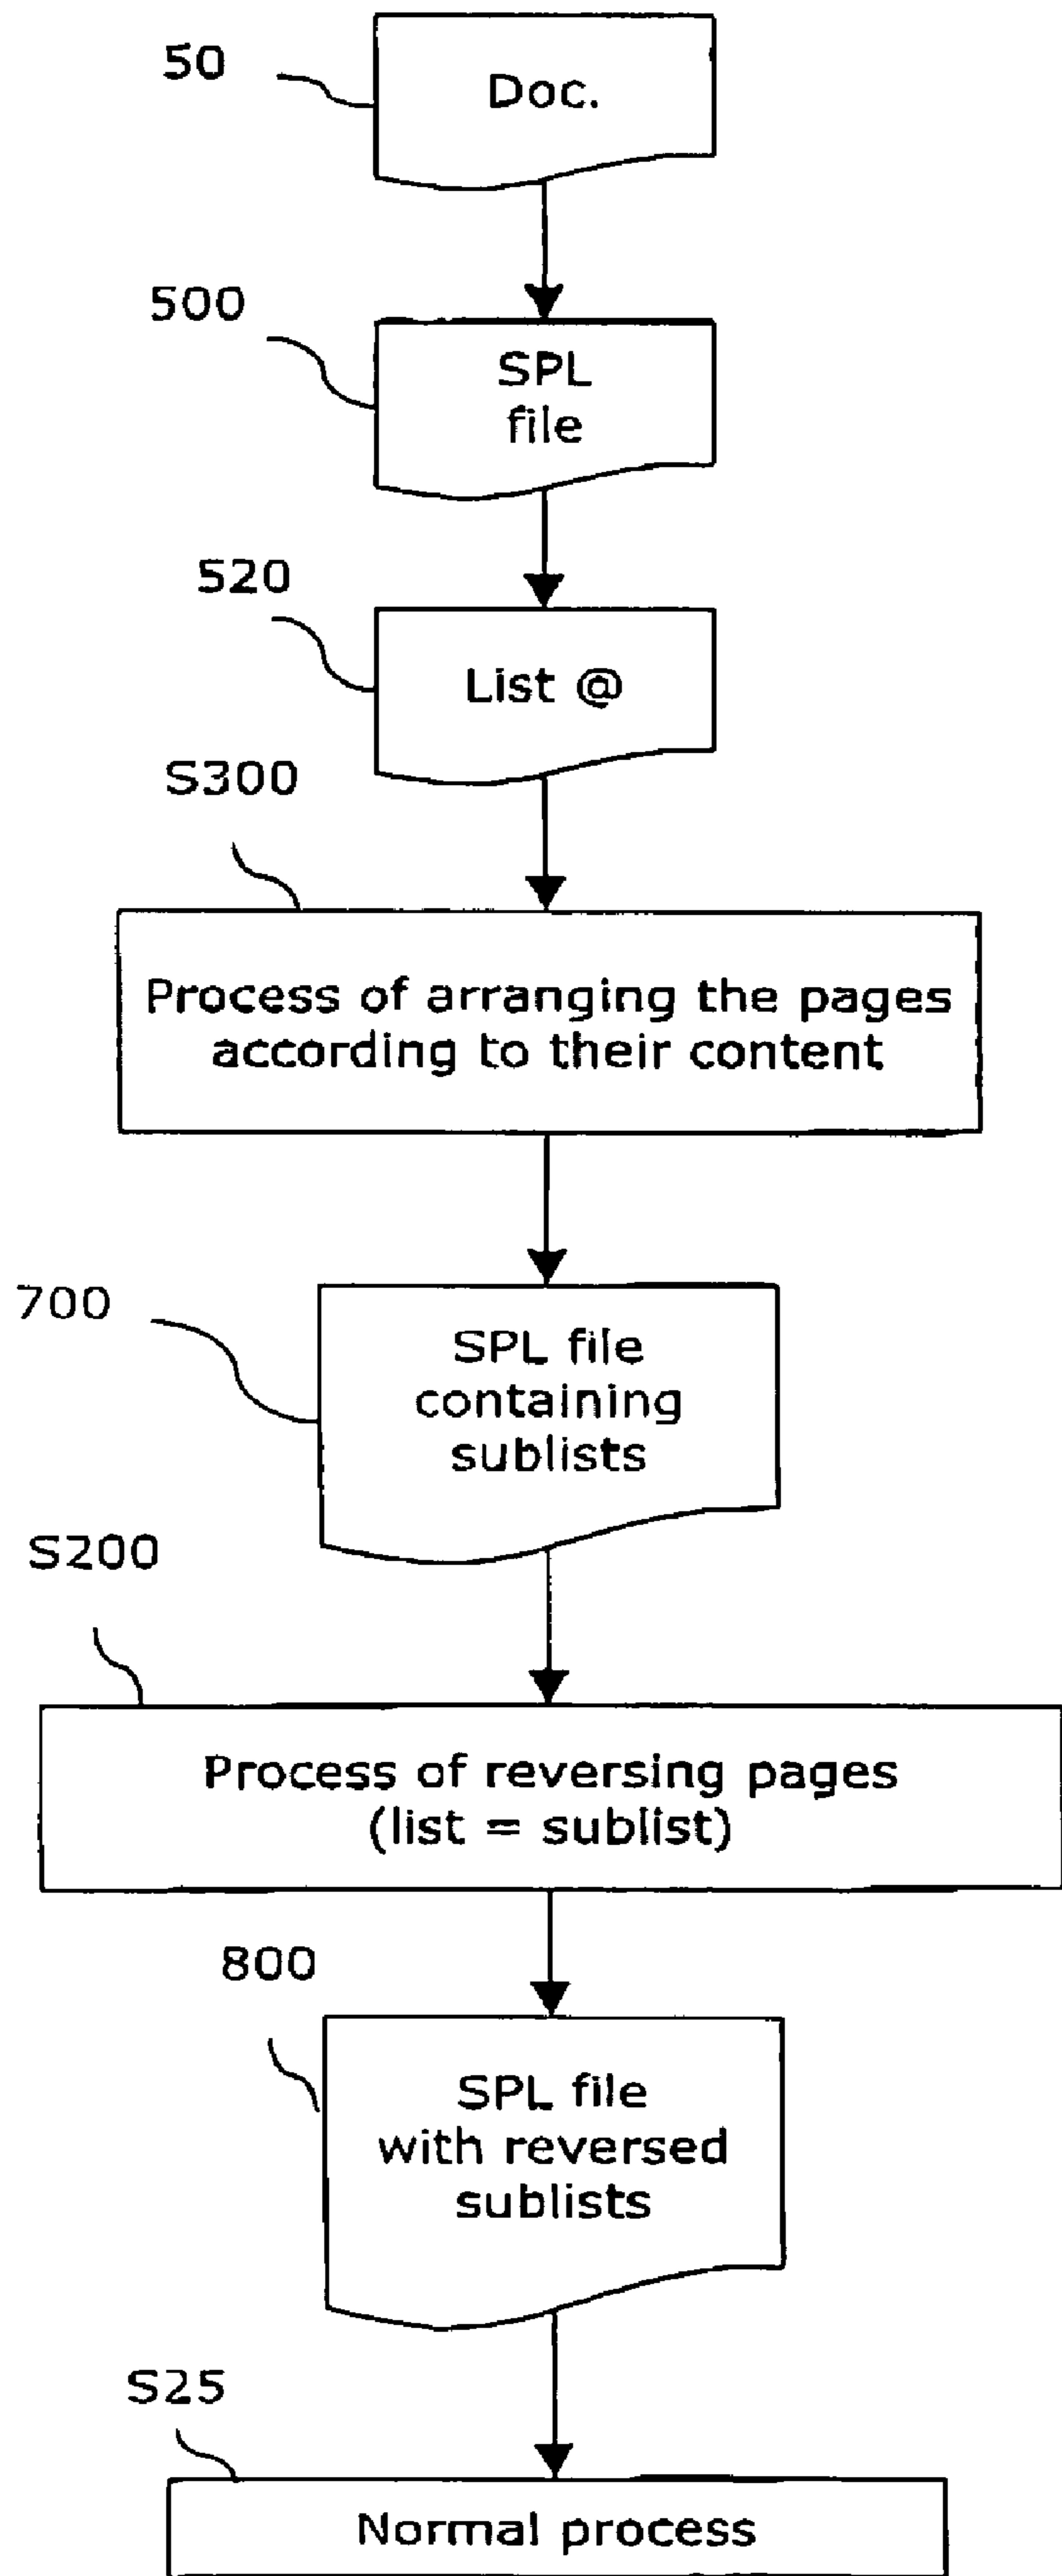 50
Doc.
500
SPL
file
520
List @
S300
Process of arranging the pages
according to their content
700
SPL file
containing
sublists
S200
Process of reversing pages
(list = sublist)
800
SPL file
with reversed
sublists
S25
Normal process